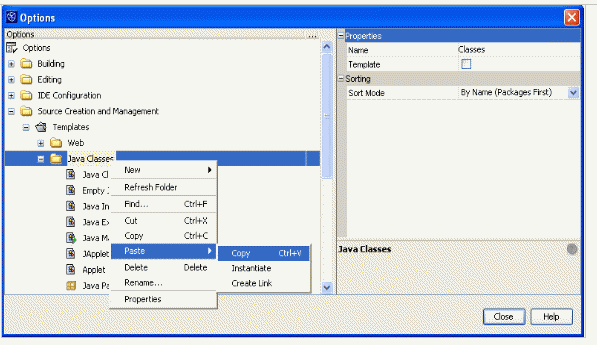 Options
Options
...
Options
Building
Editing
IDE Configuration
Source Creation and Management
Templates
Web
Java Classes
Java Cl
Empty
Java In
Java Ex
Java M
JApplet
Applet
Java Pa
New
Refresh Folder
Find... Ctrl+F
Cut Ctrl+X
Copy Ctrl+C
Paste
Delete Delete
Rename...
Properties
Copy Ctrl+V
Instantiate
Create Link
Properties
Name Classes
Template
Sorting
Sort Mode By Name (Packages First)
Java Classes
Close Help